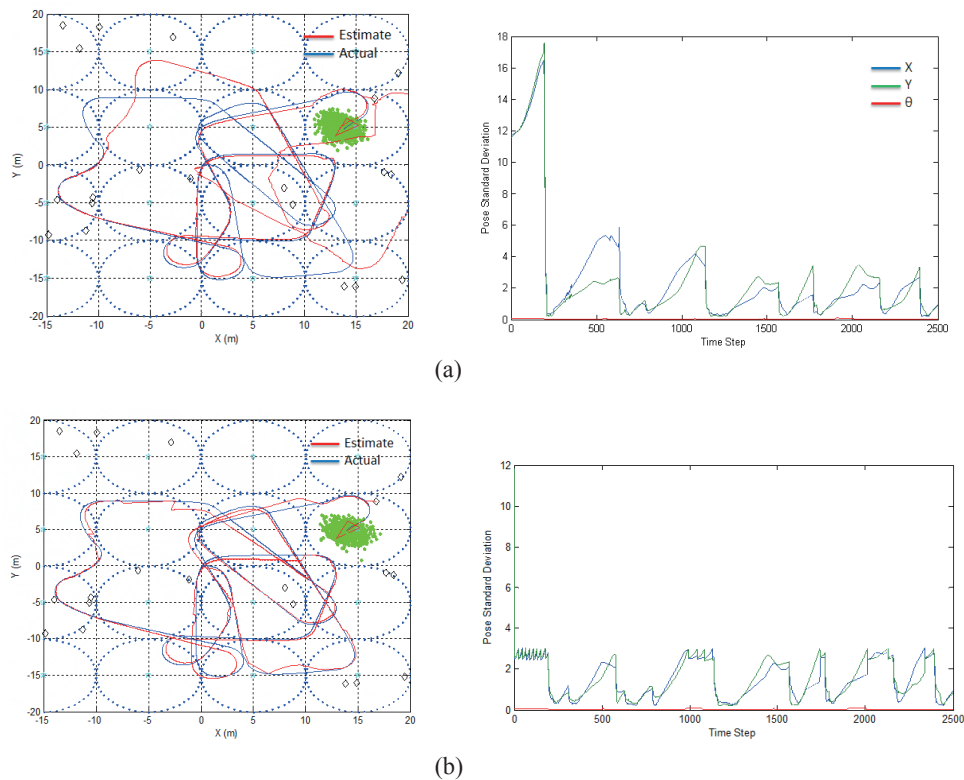 20
15
10
5
0
-5
-10
-15
-20
Y (m)
-15 -10 -5 0 5 10 15 20
X (m)
Estimate
Actual
18
16
14
12
10
8
6
4
2
0
Pose Standard Deviation
0 500 1000 1500 2000 2500
Time Step
X
Y
θ
(a)
20
15
10
5
0
-5
-10
-15
-20
Y (m)
-15 -10 -5 0 5 10 15 20
X (m)
Estimate
Actual
12
10
8
6
4
2
0
Pose Standard Deviation
0 500 1000 1500 2000 2500
Time Step
(b)